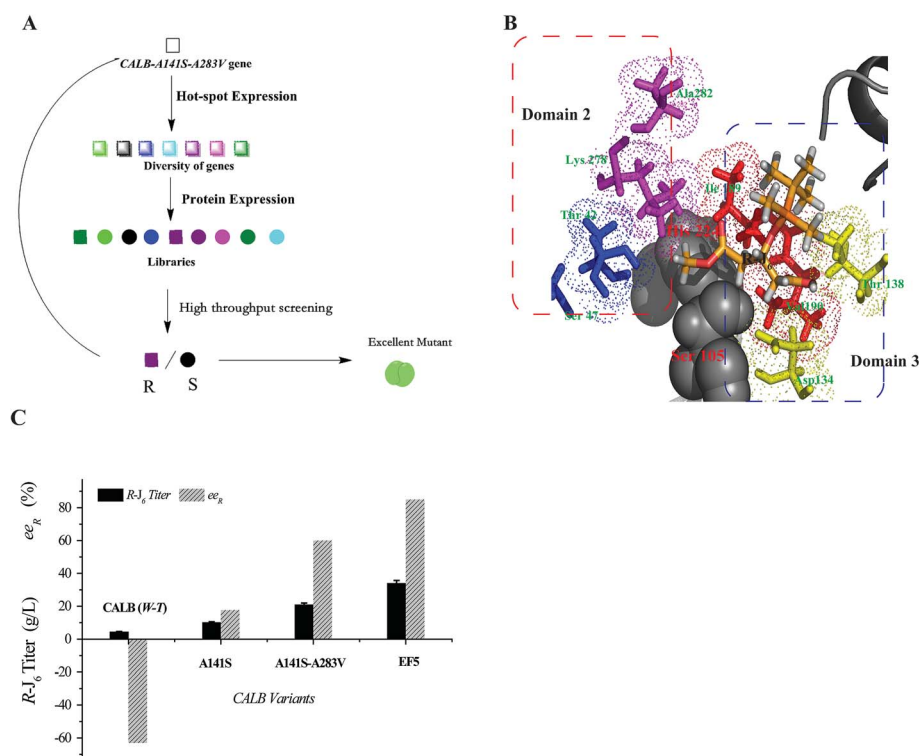 A
CALB-A141S-A283V gene
Hot-spot Expression
Diversity of genes
Protein Expression
Libraries
High throughput screening
R / S
Excellent Mutant
B
Domain 2
Ala282
Lys 278
Thr 42
Ser 47
Ser 105
Thr 138
Asp134
Domain 3
C
R-J6 Titer
eeR
R-J6 Titer (g/L) eeR (%)
80
60
40
20
0
-20
-40
-60
CALB (W-T)
A141S
A141S-A283V
EF5
CALB Variants